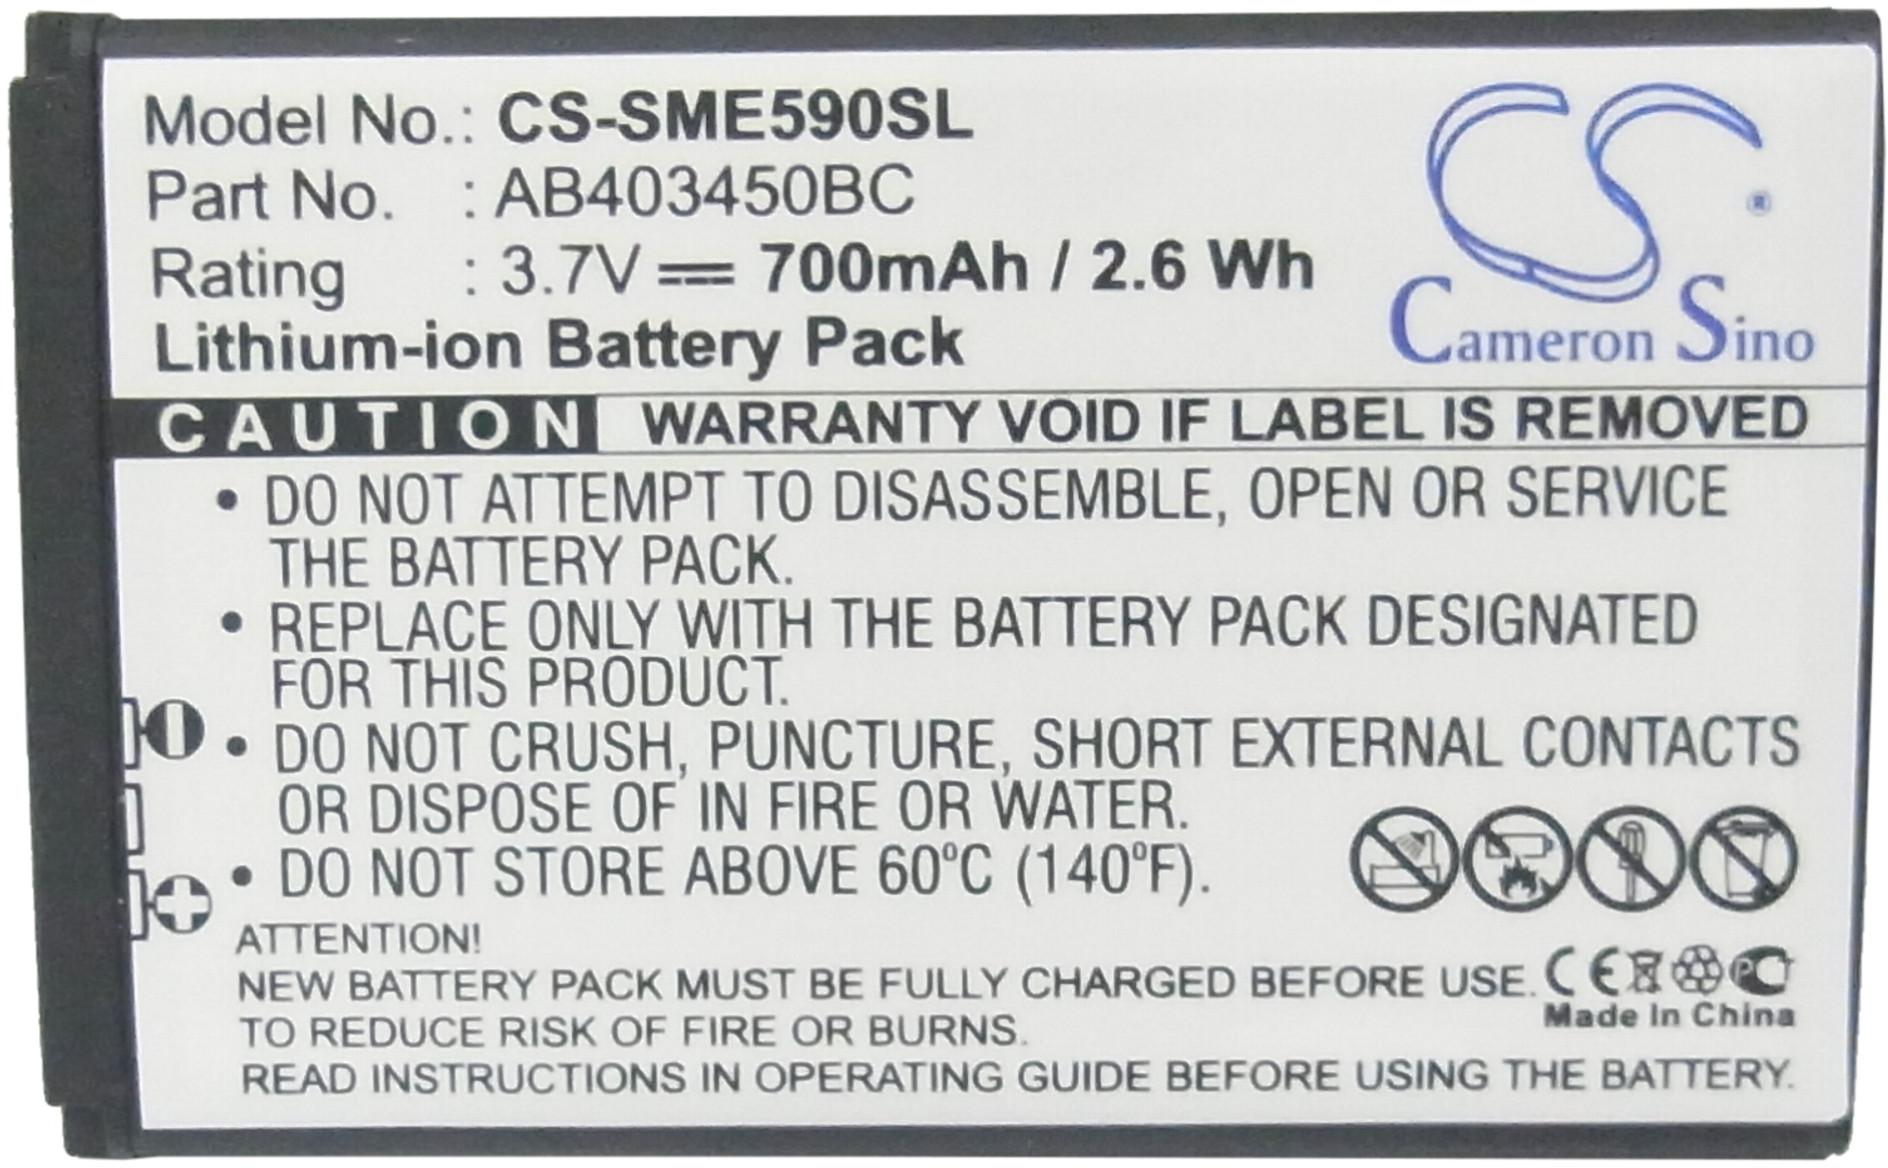 Model No.: CS-SME590SL
Part No. : AB403450BC
Rating : 3.7V 700mAh / 2.6 Wh
Lithium-ion Battery Pack
Cameron Sino
®
CAUTION WARRANTY VOID IF LABEL IS REMOVED
• DO NOT ATTEMPT TO DISASSEMBLE, OPEN OR SERVICE
THE BATTERY PACK.
• REPLACE ONLY WITH THE BATTERY PACK DESIGNATED
FOR THIS PRODUCT.
• DO NOT CRUSH, PUNCTURE, SHORT EXTERNAL CONTACTS
OR DISPOSE OF IN FIRE OR WATER.
• DO NOT STORE ABOVE 60ºC (140ºF).
ATTENTION!
NEW BATTERY PACK MUST BE FULLY CHARGED BEFORE USE.
TO REDUCE RISK OF FIRE OR BURNS.
READ INSTRUCTIONS IN OPERATING GUIDE BEFORE USING THE BATTERY.
CE
Made In China